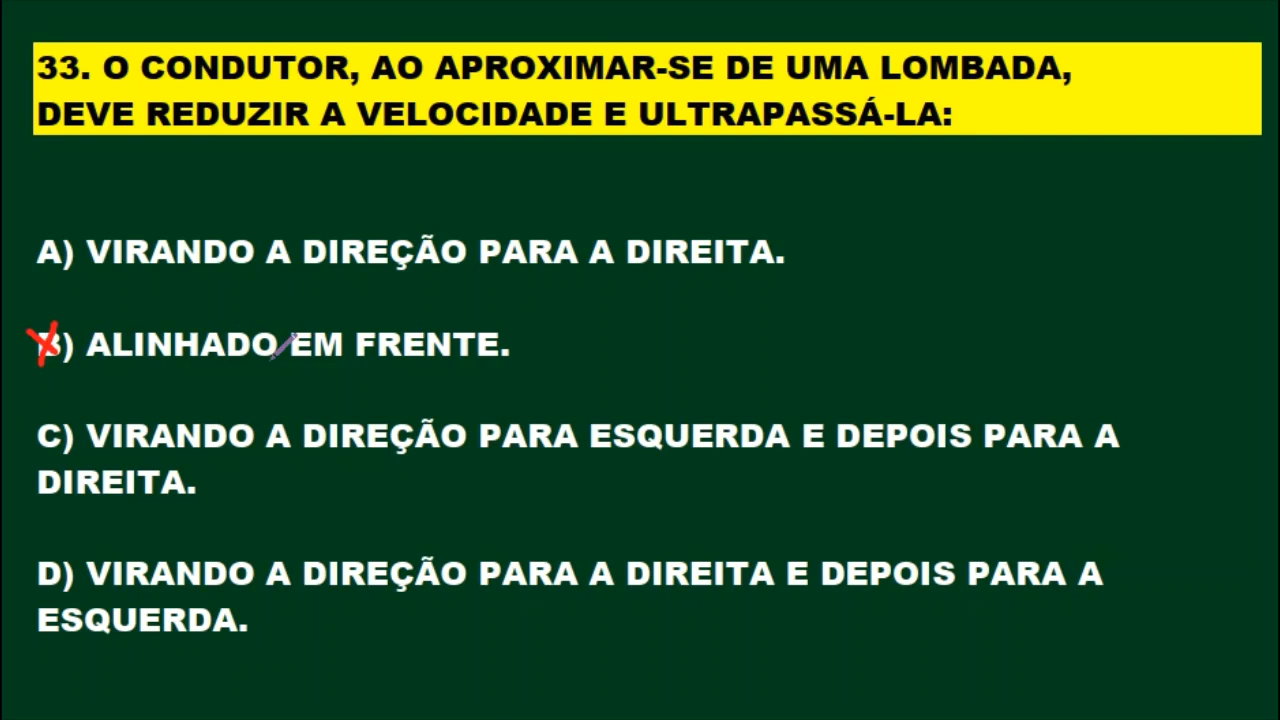 33. O CONDUTOR, AO APROXIMAR-SE DE UMA LOMBADA,
DEVE REDUZIR A VELOCIDADE E ULTRAPASSÁ-LA:
A) VIRANDO A DIREÇÃO PARA A DIREITA.
B) ALINHADO EM FRENTE.
C) VIRANDO A DIREÇÃO PARA ESQUERDA E DEPOIS PARA A
DIREITA.
D) VIRANDO A DIREÇÃO PARA A DIREITA E DEPOIS PARA A
ESQUERDA.